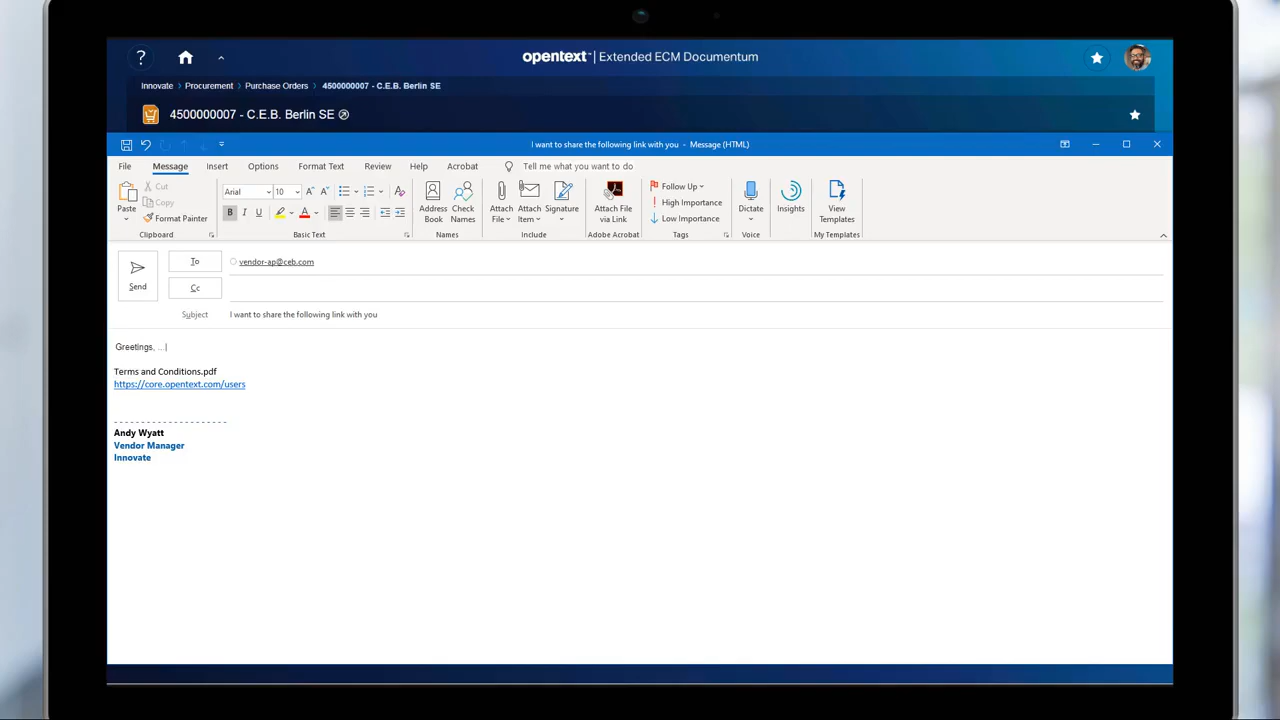 ?
opentext™ | Extended ECM Documentum
Innovate > Procurement > Purchase Orders > 4500000007 - C.E.B. Berlin SE
4500000007 - C.E.B. Berlin SE
I want to share the following link with you - Message (HTML)
File Message Insert Options Format Text Review Help Acrobat Tell me what you want to do
Paste
Cut
Copy
Format Painter
Clipboard
Arial 10
B I U A
Basic Text
Address Book
Check Names
Names
Attach File
Attach Item
Signature
Include
Attach File via Link
Adobe Acrobat
Follow Up
High Importance
Low Importance
Tags
Dictate
Voice
Insights
View Templates
My Templates
Send
To vendor-ap@ceb.com
Cc
Subject I want to share the following link with you
Greetings, ...
Terms and Conditions.pdf
https://core.opentext.com/users
- - - - - - - - - - - - - - - - - - - - - -
Andy Wyatt
Vendor Manager
Innovate